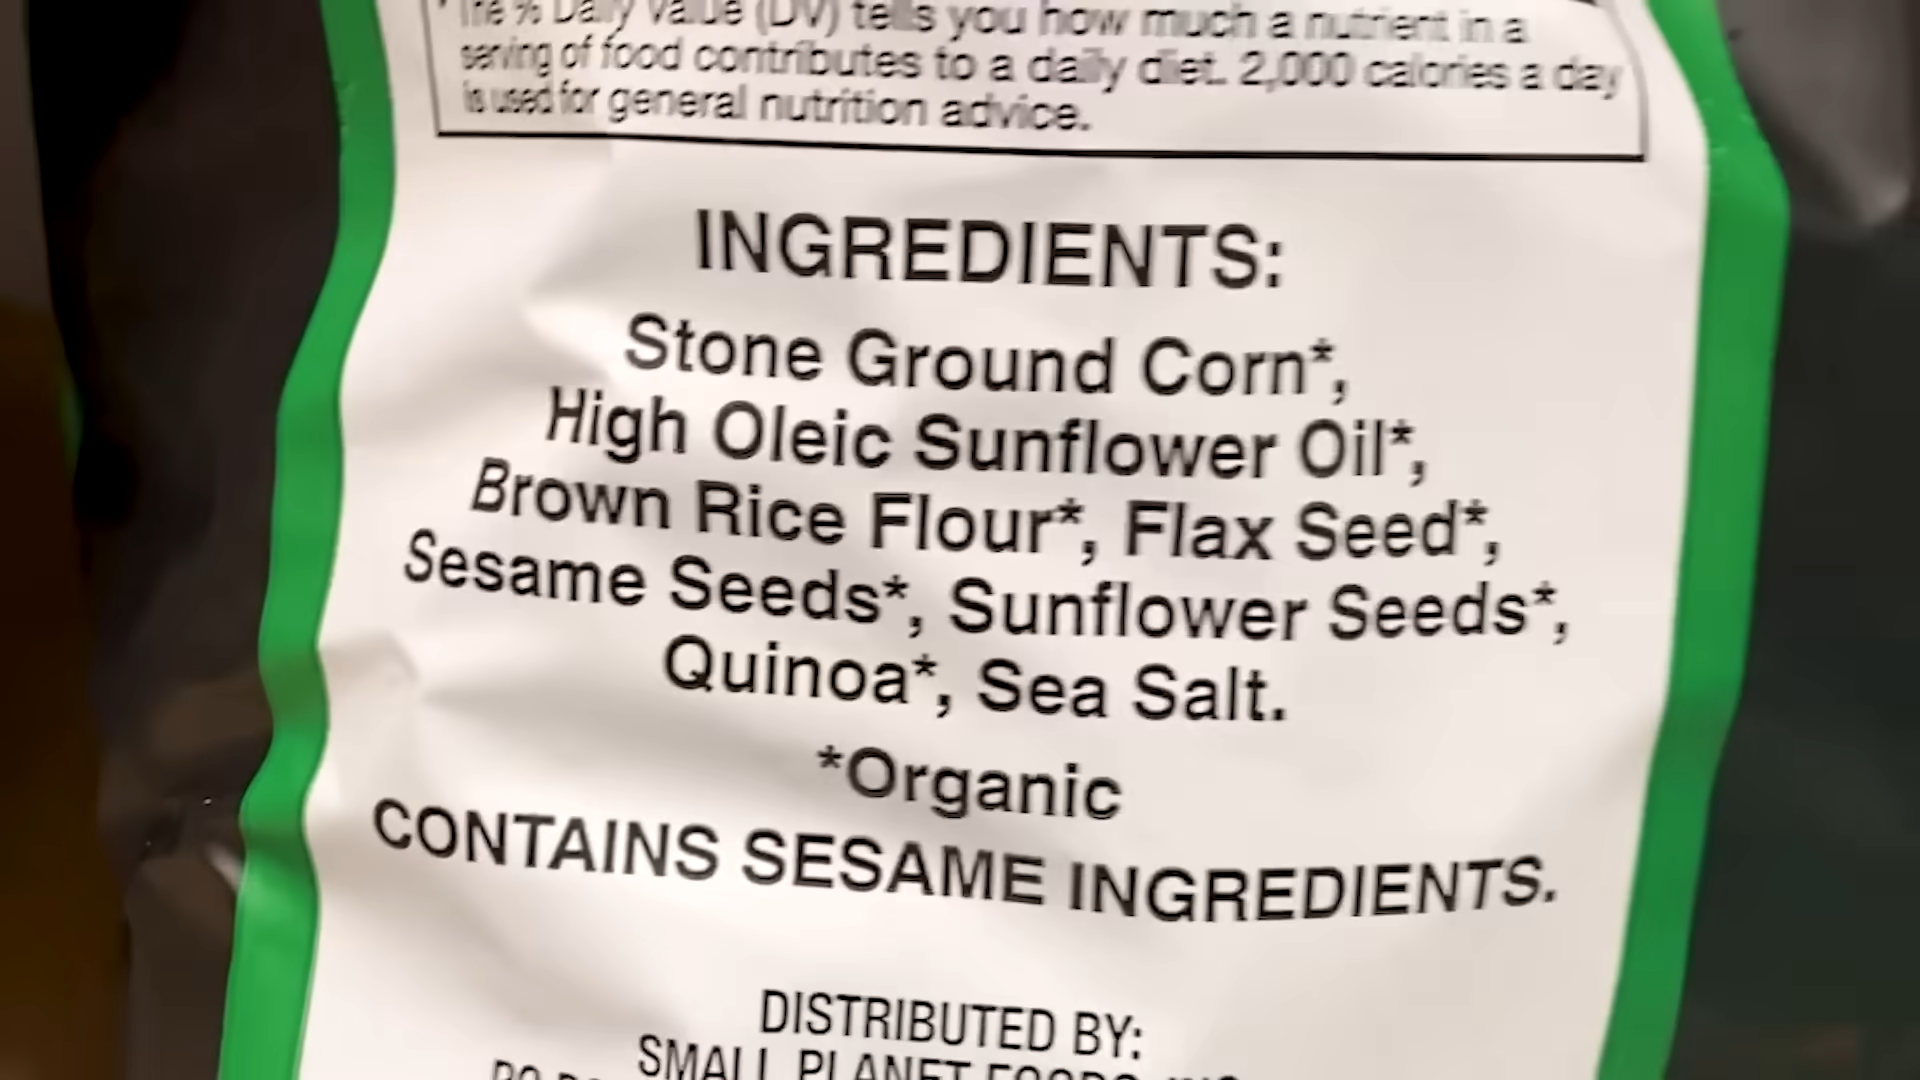 * The % Daily Value (DV) tells you how much a nutrient in a
serving of food contributes to a daily diet. 2,000 calories a day
is used for general nutrition advice.
INGREDIENTS:
Stone Ground Corn*,
High Oleic Sunflower Oil*,
Brown Rice Flour*, Flax Seed*,
Sesame Seeds*, Sunflower Seeds*,
Quinoa*, Sea Salt.
*Organic
CONTAINS SESAME INGREDIENTS.
DISTRIBUTED BY:
SMALL PLANET FOODS, INC.
PO